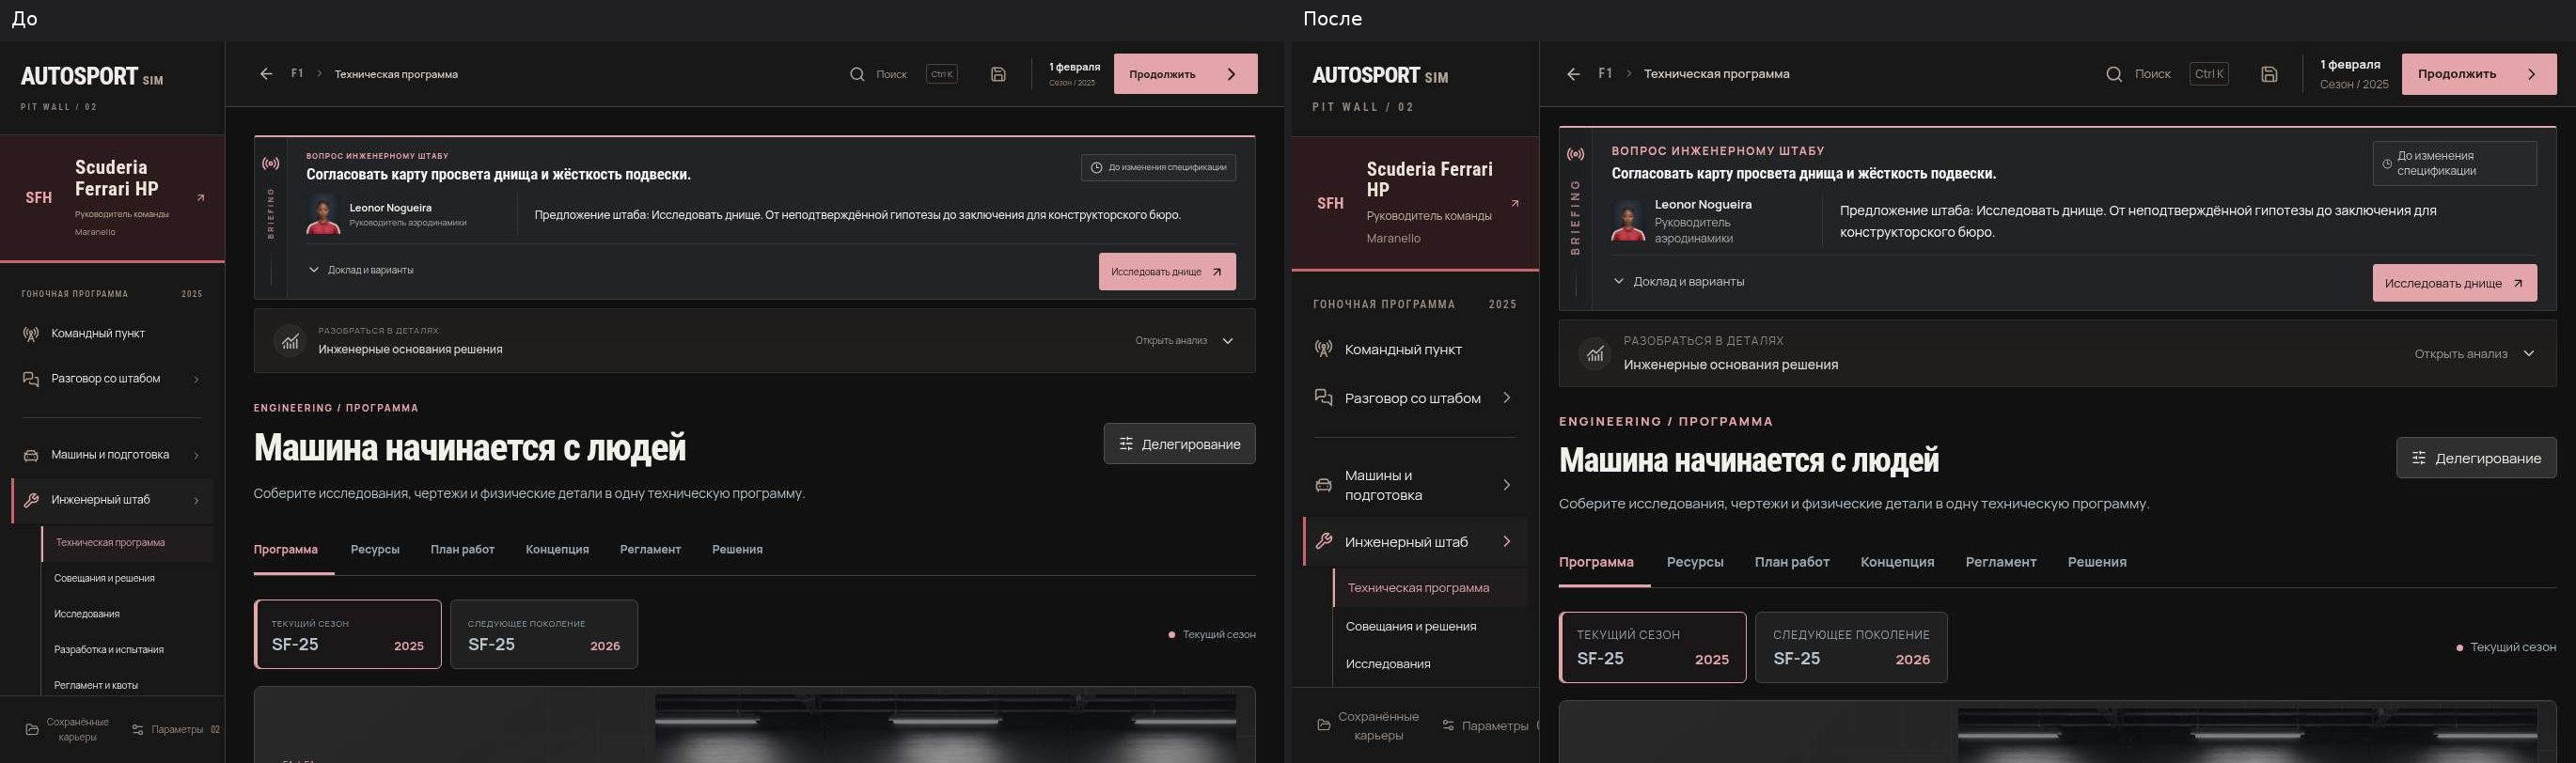 До
AUTOSPORT SIM
PIT WALL / 02
SFH
Scuderia
Ferrari HP
Руководитель команды
Maranello
ГОНОЧНАЯ ПРОГРАММА 2025
Командный пункт
Разговор со штабом
Машины и подготовка
Инженерный штаб
Техническая программа
Совещания и решения
Исследования
Разработка и испытания
Регламент и квоты
Сохранённые
карьеры
Параметры 02
F1 > Техническая программа
Поиск Ctrl K
1 февраля
Сезон / 2025
Продолжить
BRIEFING
ВОПРОС ИНЖЕНЕРНОМУ ШТАБУ
Согласовать карту просвета днища и жёсткость подвески.
До изменения спецификации
Leonor Nogueira
Руководитель аэродинамики
Предложение штаба: Исследовать днище. От неподтверждённой гипотезы до заключения для конструкторского бюро.
Доклад и варианты
Исследовать днище
РАЗОБРАТЬСЯ В ДЕТАЛЯХ
Инженерные основания решения
Открыть анализ
ENGINEERING / ПРОГРАММА
Машина начинается с людей
Делегирование
Соберите исследования, чертежи и физические детали в одну техническую программу.
Программа Ресурсы План работ Концепция Регламент Решения
ТЕКУЩИЙ СЕЗОН
SF-25 2025
СЛЕДУЮЩЕЕ ПОКОЛЕНИЕ
SF-25 2026
Текущий сезон
После
AUTOSPORT SIM
PIT WALL / 02
SFH
Scuderia Ferrari
HP
Руководитель команды
Maranello
ГОНОЧНАЯ ПРОГРАММА 2025
Командный пункт
Разговор со штабом
Машины и
подготовка
Инженерный штаб
Техническая программа
Совещания и решения
Исследования
Сохранённые
карьеры
Параметры
F1 > Техническая программа
Поиск Ctrl K
1 февраля
Сезон / 2025
Продолжить
BRIEFING
ВОПРОС ИНЖЕНЕРНОМУ ШТАБУ
Согласовать карту просвета днища и жёсткость подвески.
До изменения
спецификации
Leonor Nogueira
Руководитель
аэродинамики
Предложение штаба: Исследовать днище. От неподтверждённой гипотезы до заключения для
конструкторского бюро.
Доклад и варианты
Исследовать днище
РАЗОБРАТЬСЯ В ДЕТАЛЯХ
Инженерные основания решения
Открыть анализ
ENGINEERING / ПРОГРАММА
Машина начинается с людей
Делегирование
Соберите исследования, чертежи и физические детали в одну техническую программу.
Программа Ресурсы План работ Концепция Регламент Решения
ТЕКУЩИЙ СЕЗОН
SF-25 2025
СЛЕДУЮЩЕЕ ПОКОЛЕНИЕ
SF-25 2026
Текущий сезон